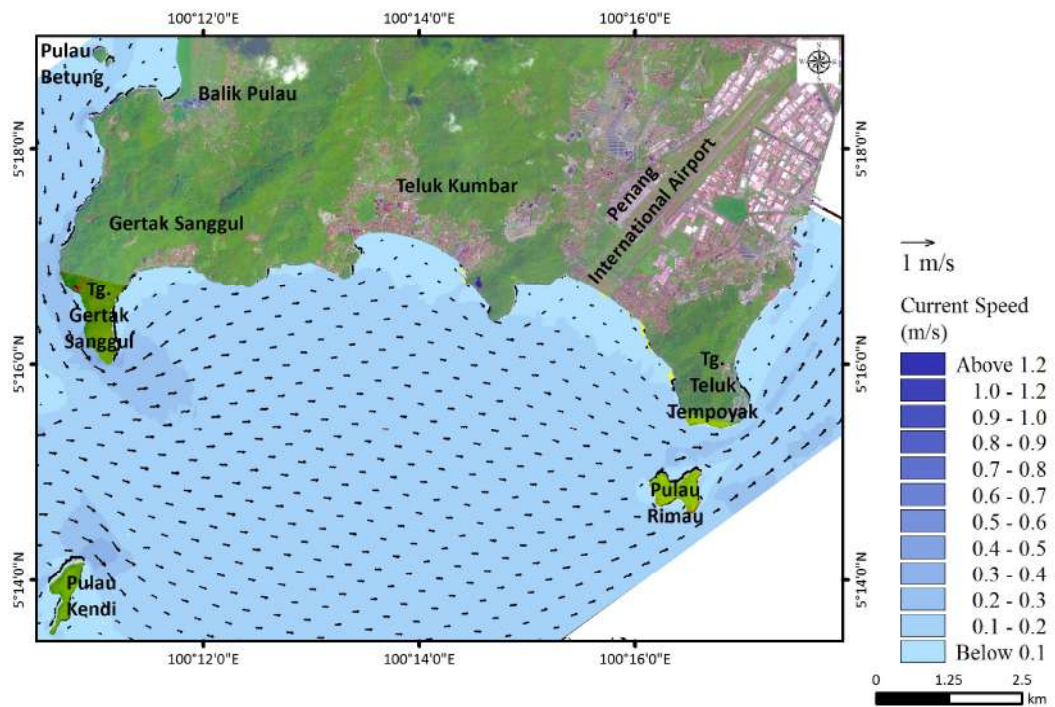 100°12'0"E
100°14'0"E
100°16'0"E
Pulau
Betung
N
W
E
S
Balik Pulau
5°18'0"N
5°18'0"N
Teluk Kumbar
Penang
International Airport
Gertak Sanggul
1 m/s
Tg.
Gertak
Sanggul
Current Speed
(m/s)
5°16'0"N
5°16'0"N
Tg.
Teluk
Tempoyak
Above 1.2
1.0 - 1.2
0.9 - 1.0
0.8 - 0.9
0.7 - 0.8
0.6 - 0.7
0.5 - 0.6
0.4 - 0.5
0.3 - 0.4
0.2 - 0.3
0.1 - 0.2
Below 0.1
Pulau
Rimau
5°14'0"N
5°14'0"N
Pulau
Kendi
100°12'0"E
100°14'0"E
100°16'0"E
0 1.25 2.5
km